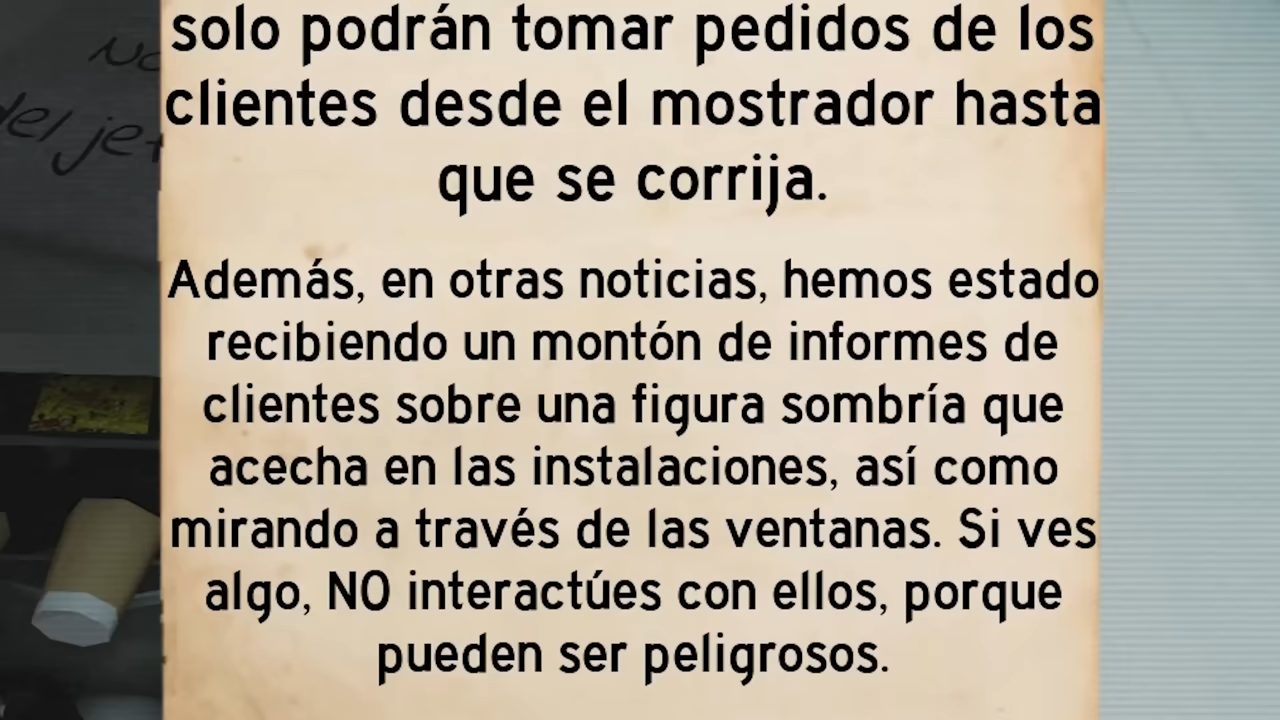 solo podrán tomar pedidos de los
clientes desde el mostrador hasta
que se corrija.
Además, en otras noticias, hemos estado
recibiendo un montón de informes de
clientes sobre una figura sombría que
acecha en las instalaciones, así como
mirando a través de las ventanas. Si ves
algo, NO interactúes con ellos, porque
pueden ser peligrosos.
del jef